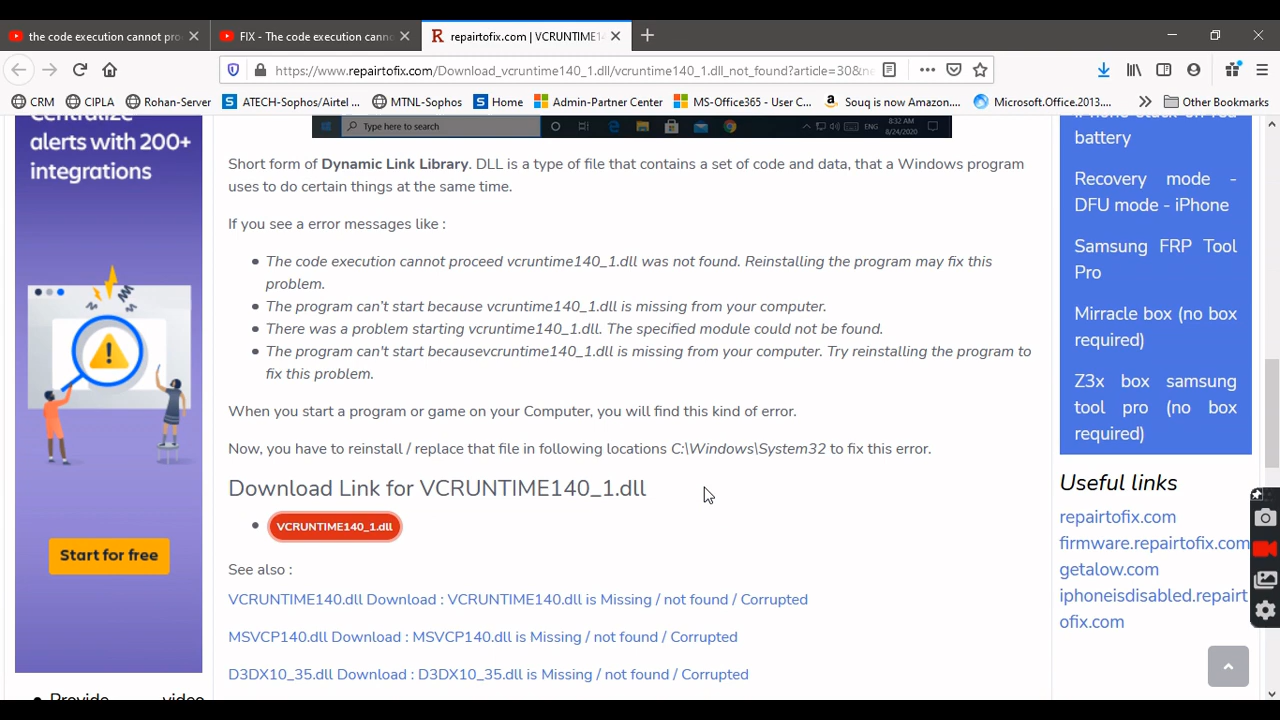 the code execution cannot pro
FIX - The code execution cann
repairtofix.com | VCRUNTIME1
https://www.repairtofix.com/Download_vcruntime140_1.dll/vcruntime140_1.dll_not_found?article=30&ne
CRM
CIPLA
Rohan-Server
ATECH-Sophos/Airtel ...
MTNL-Sophos
Home
Admin-Partner Center
MS-Office365 - User C...
Souq is now Amazon....
Microsoft.Office.2013....
Other Bookmarks
Centralize
alerts with 200+
integrations
Start for free
Provide video
Type here to search
ENG
8:32 AM
8/24/2020
Short form of Dynamic Link Library. DLL is a type of file that contains a set of code and data, that a Windows program
uses to do certain things at the same time.
If you see a error messages like :
The code execution cannot proceed vcruntime140_1.dll was not found. Reinstalling the program may fix this
problem.
The program can't start because vcruntime140_1.dll is missing from your computer.
There was a problem starting vcruntime140_1.dll. The specified module could not be found.
The program can't start becausevcruntime140_1.dll is missing from your computer. Try reinstalling the program to
fix this problem.
When you start a program or game on your Computer, you will find this kind of error.
Now, you have to reinstall / replace that file in following locations C:\Windows\System32 to fix this error.
Download Link for VCRUNTIME140_1.dll
VCRUNTIME140_1.dll
See also :
VCRUNTIME140.dll Download : VCRUNTIME140.dll is Missing / not found / Corrupted
MSVCP140.dll Download : MSVCP140.dll is Missing / not found / Corrupted
D3DX10_35.dll Download : D3DX10_35.dll is Missing / not found / Corrupted
battery
Recovery mode -
DFU mode - iPhone
Samsung FRP Tool
Pro
Mirracle box (no box
required)
Z3x box samsung
tool pro (no box
required)
Useful links
repairtofix.com
firmware.repairtofix.com
getalow.com
iphoneisdisabled.repairt
ofix.com